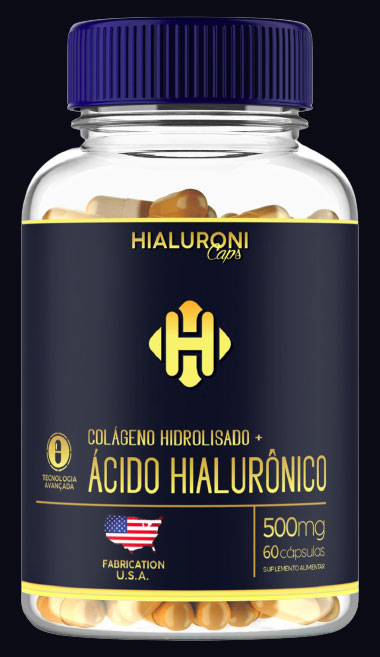 HIALURONI
Caps
H
COLÁGENO HIDROLISADO +
ÁCIDO HIALURÔNICO
TECNOLOGIA
AVANÇADA
500mg
60 cápsulas
SUPLEMENTO ALIMENTAR
FABRICATION
U.S.A.